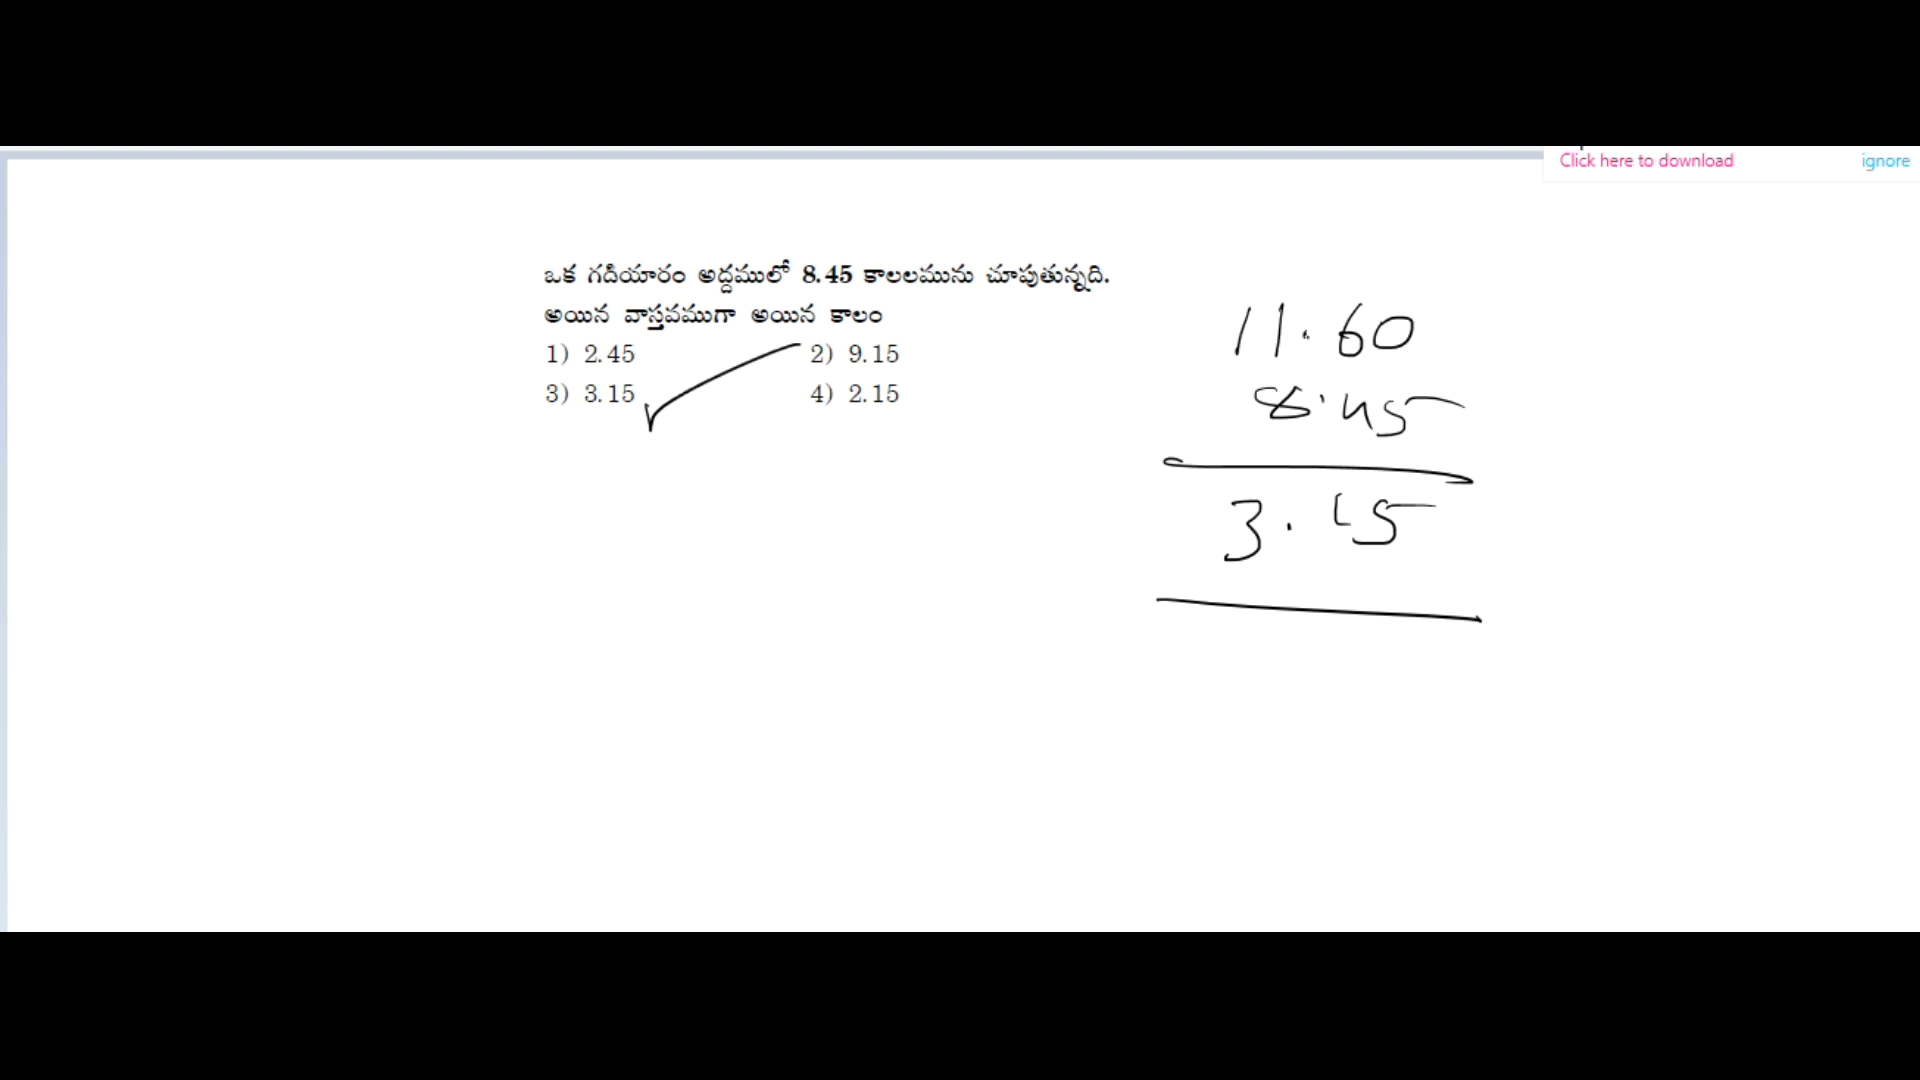 Click here to download ignore
ఒక గడియారం అద్దములో 8.45 కాలలమును చూపుతున్నది.
అయిన వాస్తవముగా అయిన కాలం
1) 2.45 2) 9.15
3) 3.15 4) 2.15
11.60
8.45
3.15